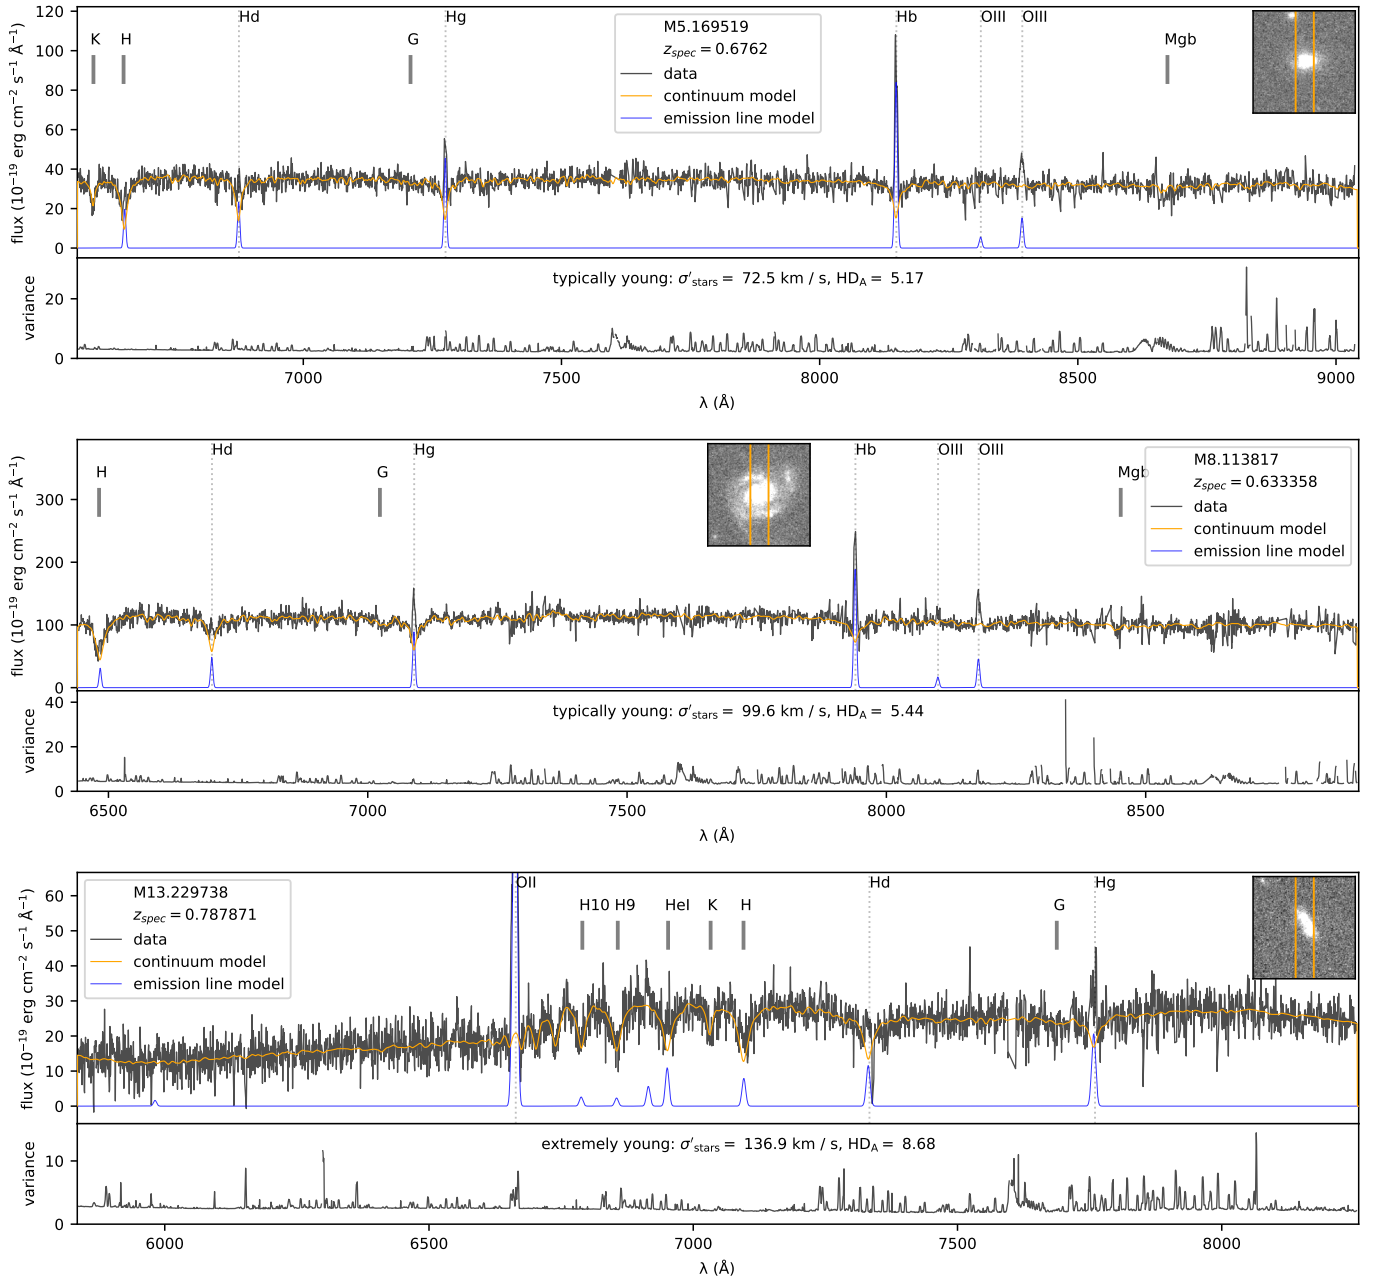 Hd Hg Hb OIII OIII
K H G Mgb
M5.169519
z_spec = 0.6762
data
continuum model
emission line model
120
100
80
60
40
20
0
flux (10⁻¹⁹ erg cm⁻² s⁻¹ Å⁻¹)
typically young: σ′stars = 72.5 km / s, HD_A = 5.17
20
0
variance
7000 7500 8000 8500 9000
λ (Å)
Hd Hg Hb OIII OIII
H G Mgb
M8.113817
z_spec = 0.633358
data
continuum model
emission line model
300
200
100
0
flux (10⁻¹⁹ erg cm⁻² s⁻¹ Å⁻¹)
typically young: σ′stars = 99.6 km / s, HD_A = 5.44
40
20
0
variance
6500 7000 7500 8000 8500
λ (Å)
OII Hd Hg
H10 H9 HeI K H G
M13.229738
z_spec = 0.787871
data
continuum model
emission line model
60
50
40
30
20
10
0
flux (10⁻¹⁹ erg cm⁻² s⁻¹ Å⁻¹)
extremely young: σ′stars = 136.9 km / s, HD_A = 8.68
10
0
variance
6000 6500 7000 7500 8000
λ (Å)